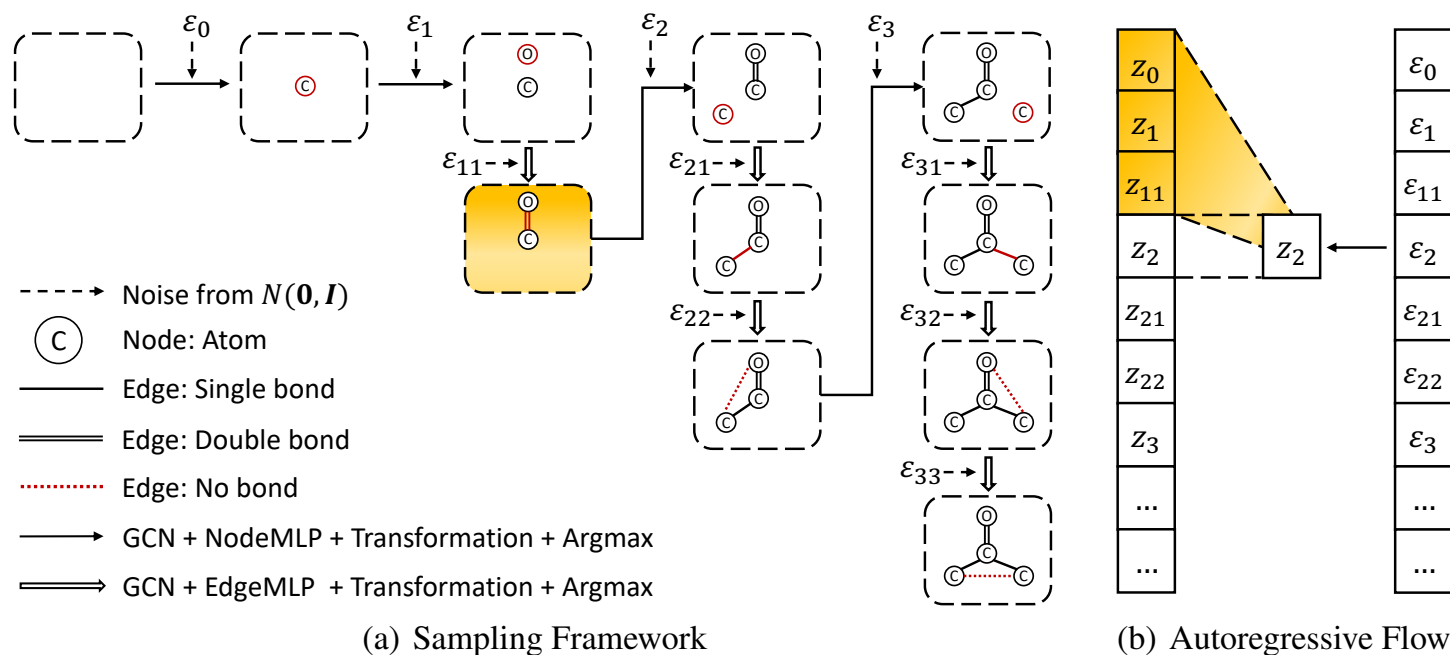 ε₀
ε₁
ε₂
ε₃
C
O
C
O
C
C
O
C
C
C
ε₁₁
ε₂₁
ε₃₁
O
C
O
C
C
O
C
C
C
ε₂₂
ε₃₂
O
C
C
O
C
C
C
ε₃₃
O
C
C
C
Noise from N(𝟎, 𝑰)
C Node: Atom
Edge: Single bond
Edge: Double bond
Edge: No bond
GCN + NodeMLP + Transformation + Argmax
GCN + EdgeMLP + Transformation + Argmax
(a) Sampling Framework
z₀
z₁
z₁₁
z₂
z₂₁
z₂₂
z₃
...
...
z₂
ε₀
ε₁
ε₁₁
ε₂
ε₂₁
ε₂₂
ε₃
...
...
(b) Autoregressive Flow